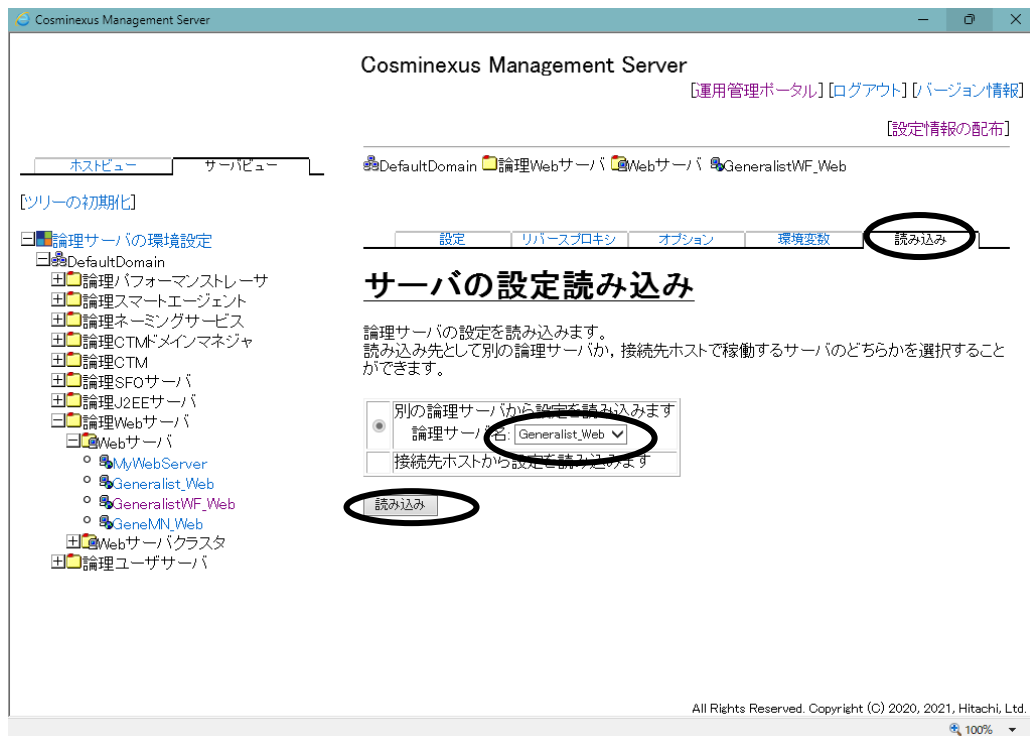 Cosminexus Management Server
Cosminexus Management Server
[運用管理ポータル] [ログアウト] [バージョン情報]
[設定情報の配布]
ホストビュー サーバビュー
DefaultDomain 論理Webサーバ Webサーバ GeneralistWF_Web
[ツリーの初期化]
設定 リバースプロキシ オプション 環境変数 読み込み
論理サーバの環境設定
DefaultDomain
論理パフォーマンストレーサ
論理スマートエージェント
論理ネーミングサービス
論理CTMドメインマネジャ
論理CTM
論理SFOサーバ
論理J2EEサーバ
論理Webサーバ
Webサーバ
MyWebServer
Generalist_Web
GeneralistWF_Web
GeneMN_Web
Webサーバクラスタ
論理ユーザサーバ
サーバの設定読み込み
論理サーバの設定を読み込みます。
読み込み先として別の論理サーバか, 接続先ホストで稼働するサーバのどちらかを選択すること
ができます。
別の論理サーバから設定を読み込みます
論理サーバ名: Generalist_Web
接続先ホストから設定を読み込みます
読み込み
All Rights Reserved. Copyright (C) 2020, 2021, Hitachi, Ltd.
100%